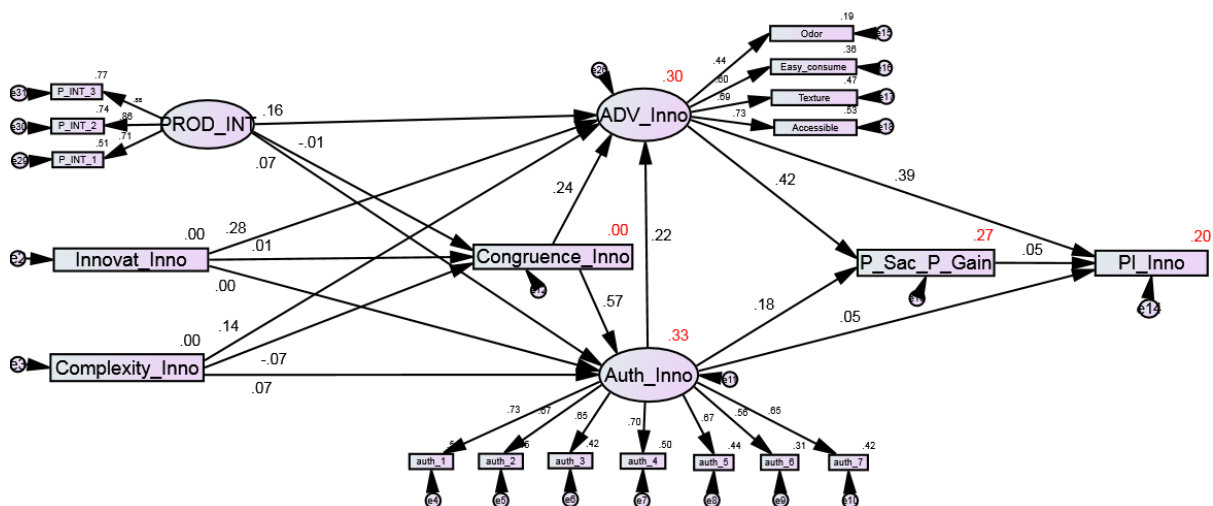 .19
Odor
e15
.44
.36
Easy_consume
e16
.60
.47
Texture
e17
.69
.53
Accessible
e18
.73
e26
.30
ADV_Inno
.77
e31
P_INT_3
.74
.86
e30
P_INT_2
.71
.51
e29
P_INT_1
PROD_INT
.16
-.01
.07
.24
.22
.42
.39
.00
.28
e2
Innovat_Inno
.01
.00
.00
Congruence_Inno
e12
.57
.27
P_Sac_P_Gain
.05
.20
PI_Inno
e14
.18
.05
.00
.14
e3
Complexity_Inno
-.07
.07
.33
Auth_Inno
e11
.73
.67
.65
.70
.67
.56
.65
.42
.50
.44
.31
.42
auth_1
auth_2
auth_3
auth_4
auth_5
auth_6
auth_7
e4
e5
e6
e7
e8
e9
e10